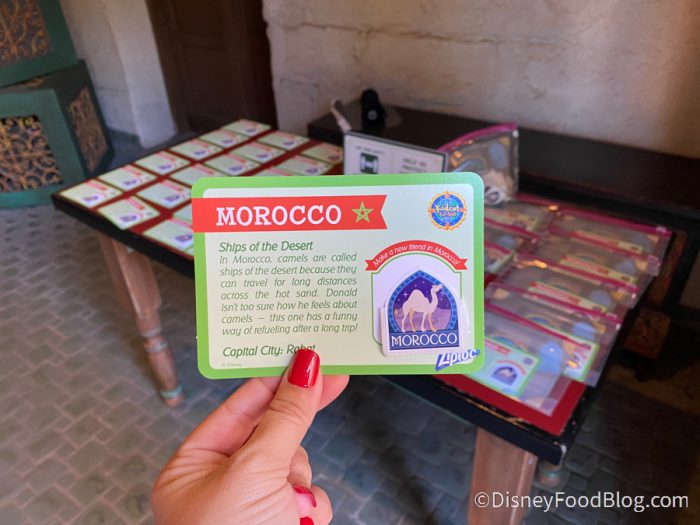 MOROCCO
Kidcot
Ships of the Desert
In Morocco, camels are called
ships of the desert because they
can travel for long distances
across the hot sand. Donald
isn't too sure how he feels about
camels – this one has a funny
way of refueling after a long trip!
Capital City: Rabat
© Disney
Make a new friend in Morocco!
MOROCCO
Ziploc
©DisneyFoodBlog.com